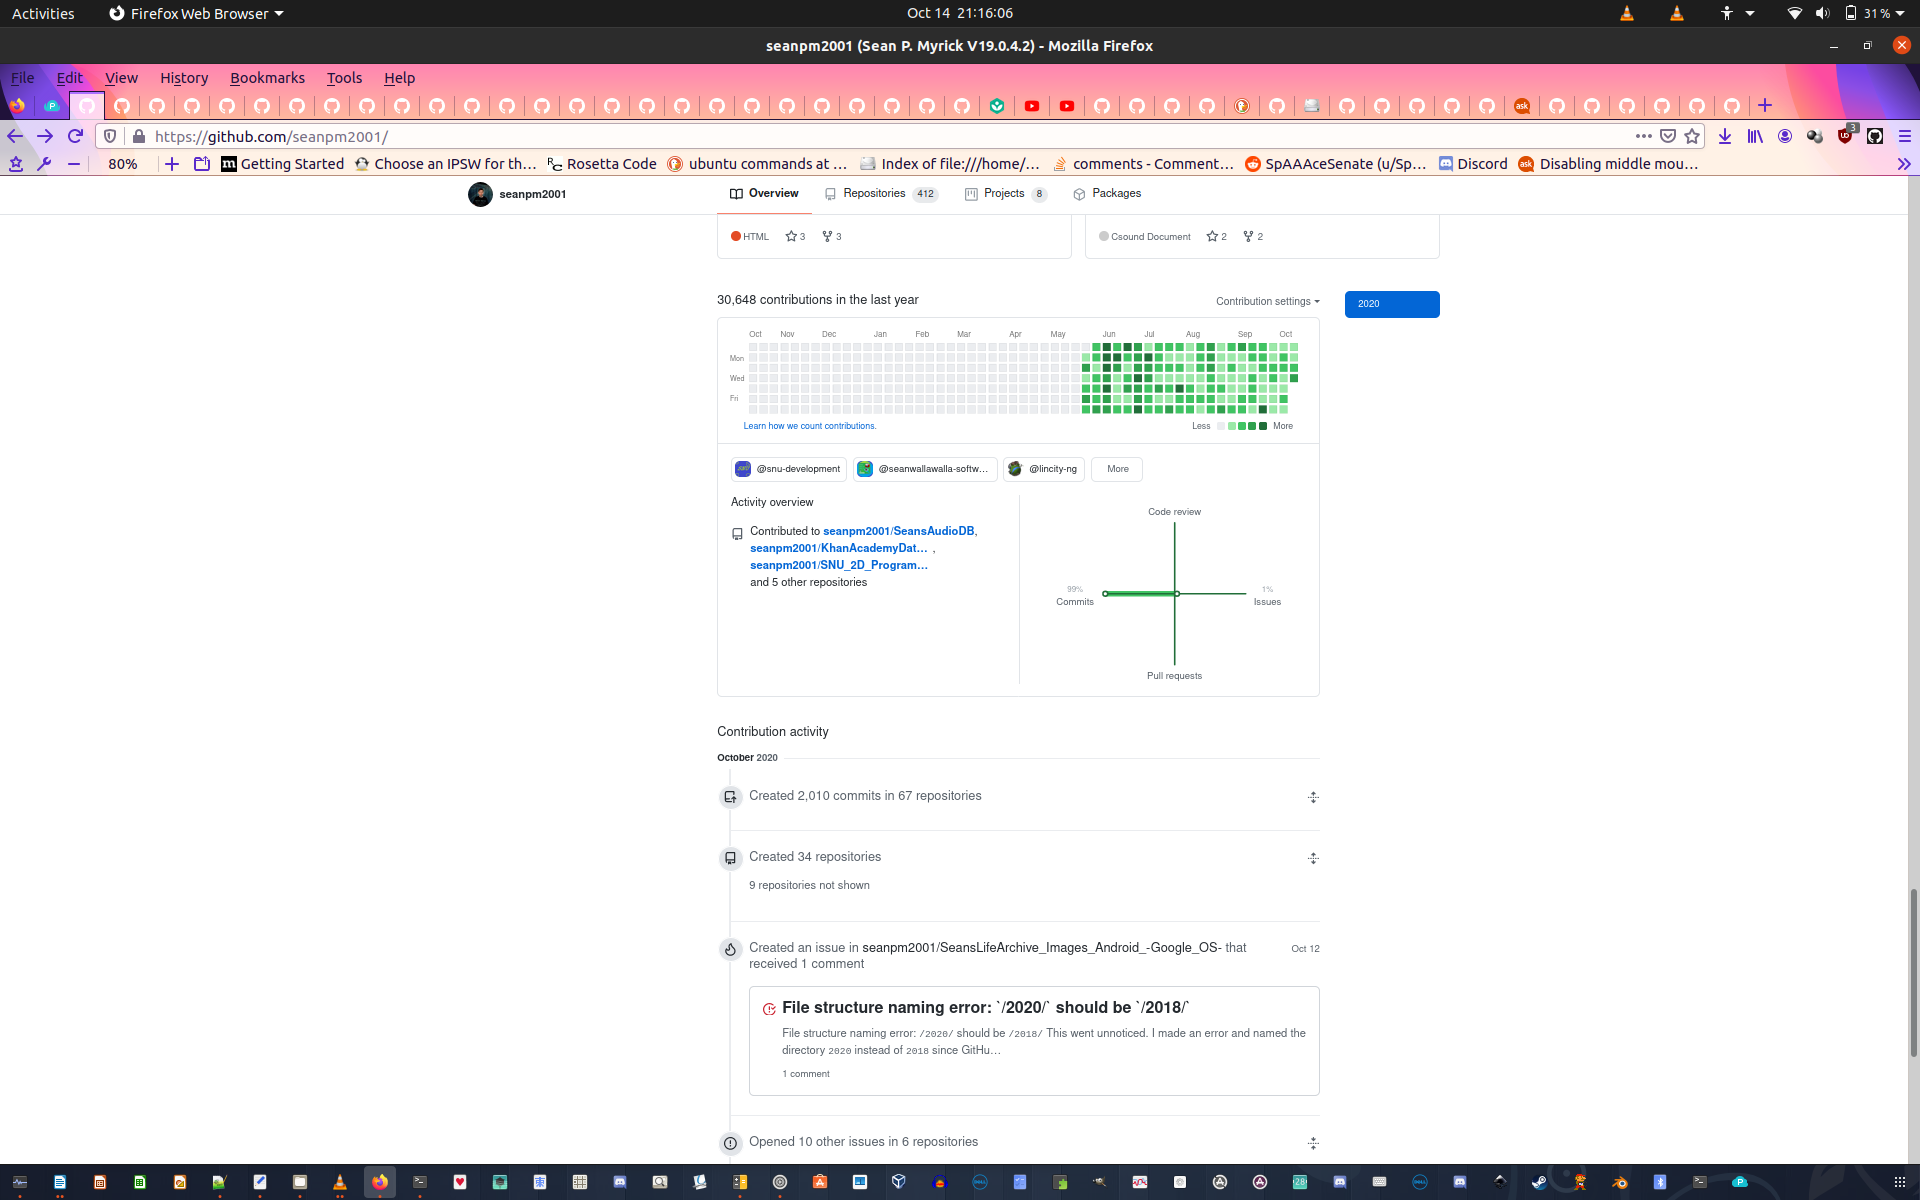 Activities
Firefox Web Browser
Oct 14 21:16:06
31 %
seanpm2001 (Sean P. Myrick V19.0.4.2) - Mozilla Firefox
File Edit View History Bookmarks Tools Help
https://github.com/seanpm2001/
3
80%
Getting Started
Choose an IPSW for th…
Rosetta Code
ubuntu commands at …
Index of file:///home/…
comments - Comment…
SpAAAceSenate (u/Sp…
Discord
Disabling middle mou…
seanpm2001
Overview
Repositories 412
Projects 8
Packages
HTML 3 3
Csound Document 2 2
30,648 contributions in the last year
Contribution settings
2020
Oct Nov Dec Jan Feb Mar Apr May Jun Jul Aug Sep Oct
Mon
Wed
Fri
Learn how we count contributions.
Less More
@snu-development
@seanwallawalla-softw…
@lincity-ng
More
Activity overview
Contributed to seanpm2001/SeansAudioDB,
seanpm2001/KhanAcademyDat… ,
seanpm2001/SNU_2D_Program…
and 5 other repositories
Code review
99%
Commits
1%
Issues
Pull requests
Contribution activity
October 2020
Created 2,010 commits in 67 repositories
Created 34 repositories
9 repositories not shown
Created an issue in seanpm2001/SeansLifeArchive_Images_Android_-Google_OS- that
received 1 comment
Oct 12
File structure naming error: `/2020/` should be `/2018/`
File structure naming error: /2020/ should be /2018/ This went unnoticed. I made an error and named the
directory 2020 instead of 2018 since GitHu…
1 comment
Opened 10 other issues in 6 repositories